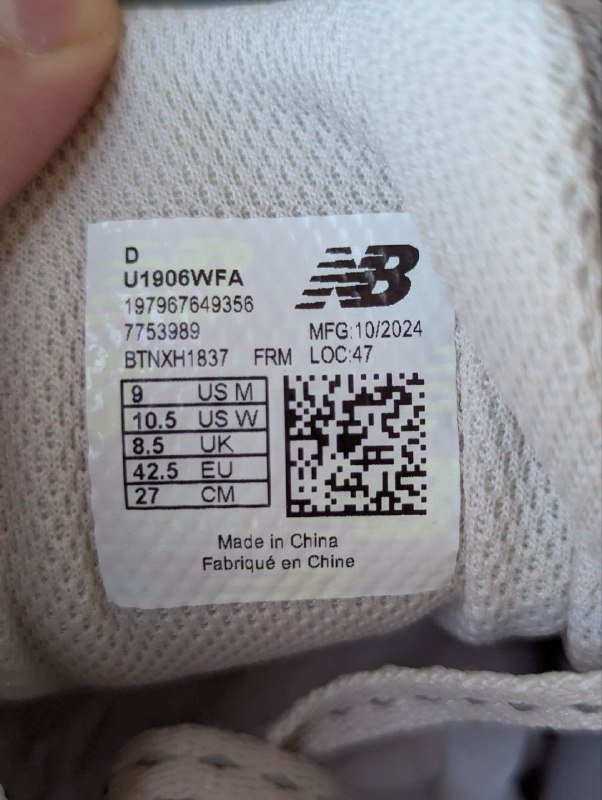 D
U1906WFA
197967649356
7753989
BTNXH1837 FRM
NB
MFG:10/2024
LOC:47
9 US M
10.5 US W
8.5 UK
42.5 EU
27 CM
Made in China
Fabriqué en Chine